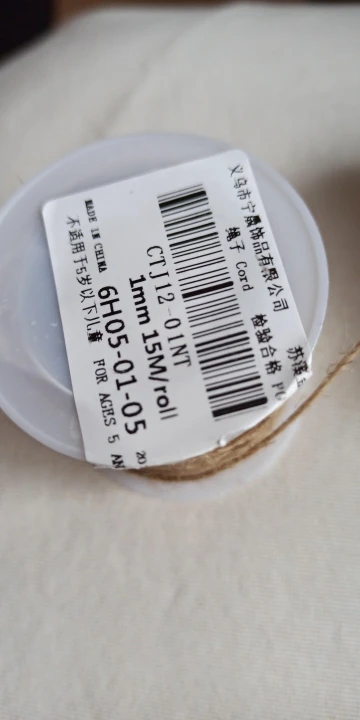 义乌市宁晟饰品有限公司
绳子 Cord 检验合格
CTJ12-01NT
1mm 15M/roll
6H05-01-05
MADE IN CHINA
不适用于5岁以下儿童 FOR AGES 5